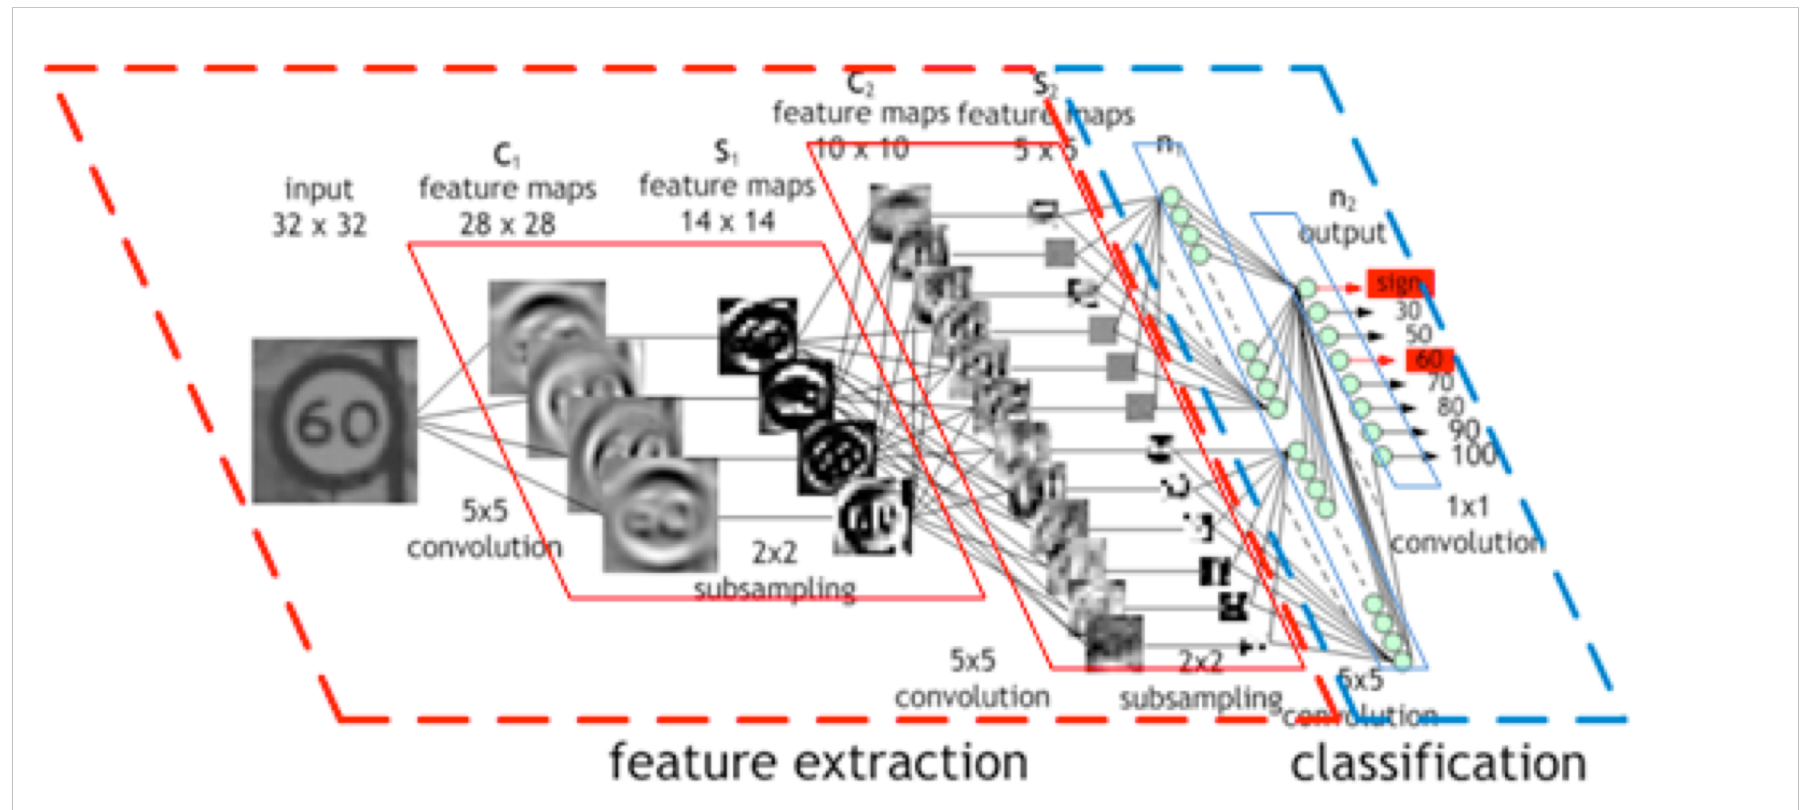 C₂
feature maps
10 x 10
S₂
feature maps
5 x 5
C₁
feature maps
28 x 28
S₁
feature maps
14 x 14
input
32 x 32
n₁
n₂
output
60
sign
30
50
60
70
80
90
100
5x5
convolution
2x2
subsampling
5x5
convolution
2x2
subsampling
5x5
convolution
1x1
convolution
feature extraction
classification